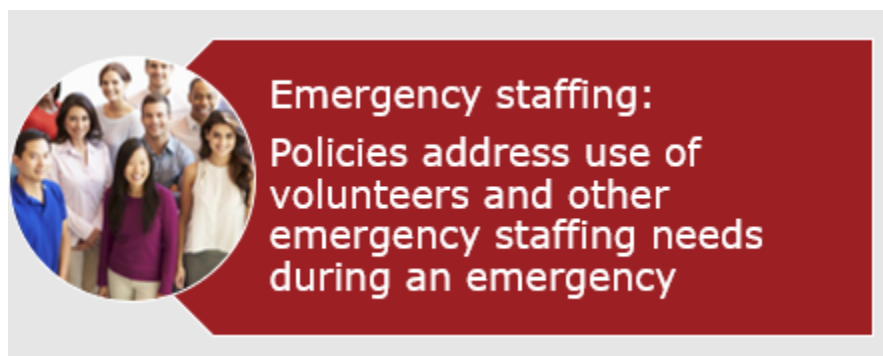 Emergency staffing:
Policies address use of
volunteers and other
emergency staffing needs
during an emergency